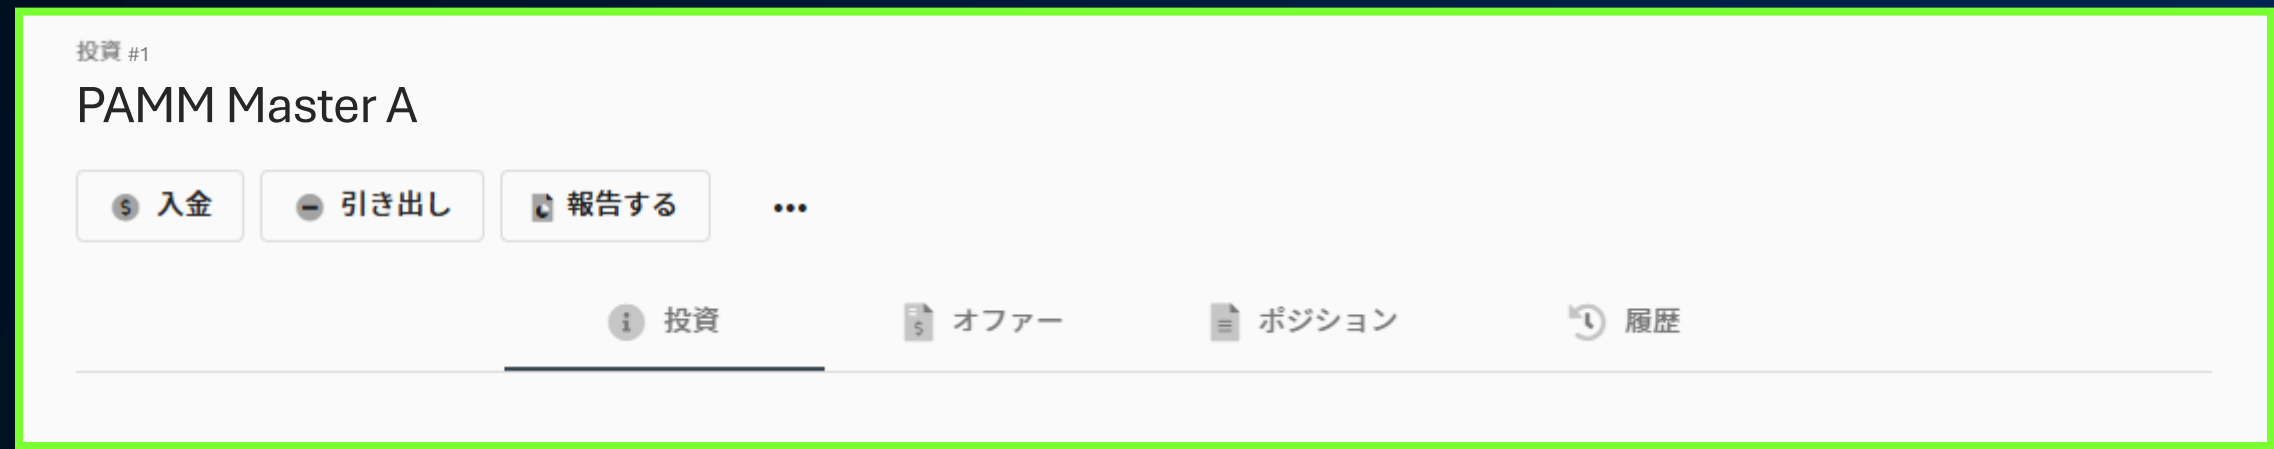 投資 #1
PAMM Master A
入金 引き出し 報告する •••
投資 オファー ポジション 履歴